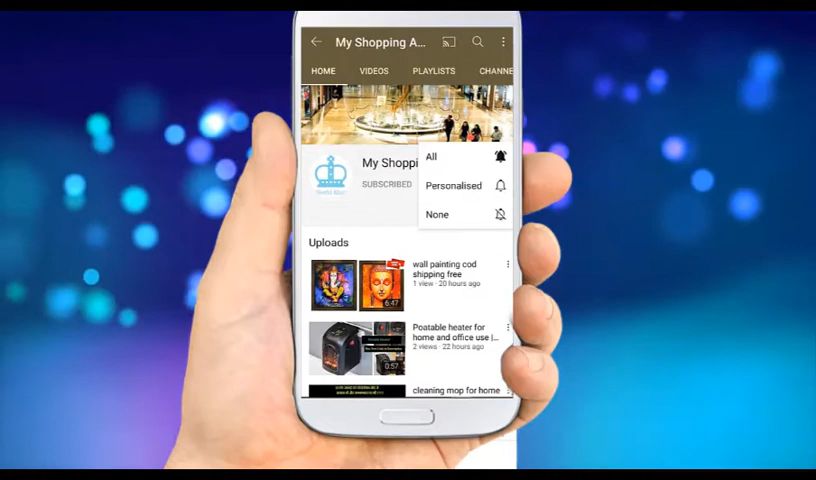 My Shopping A...
HOME VIDEOS PLAYLISTS CHANNE
My Shoppi
SUBSCRIBED
All
Personalised
None
Uploads
wall painting cod
shipping free
1 view · 20 hours ago
6:47
Poatable heater for
home and office use |...
2 views · 22 hours ago
0:57
cleaning mop for home